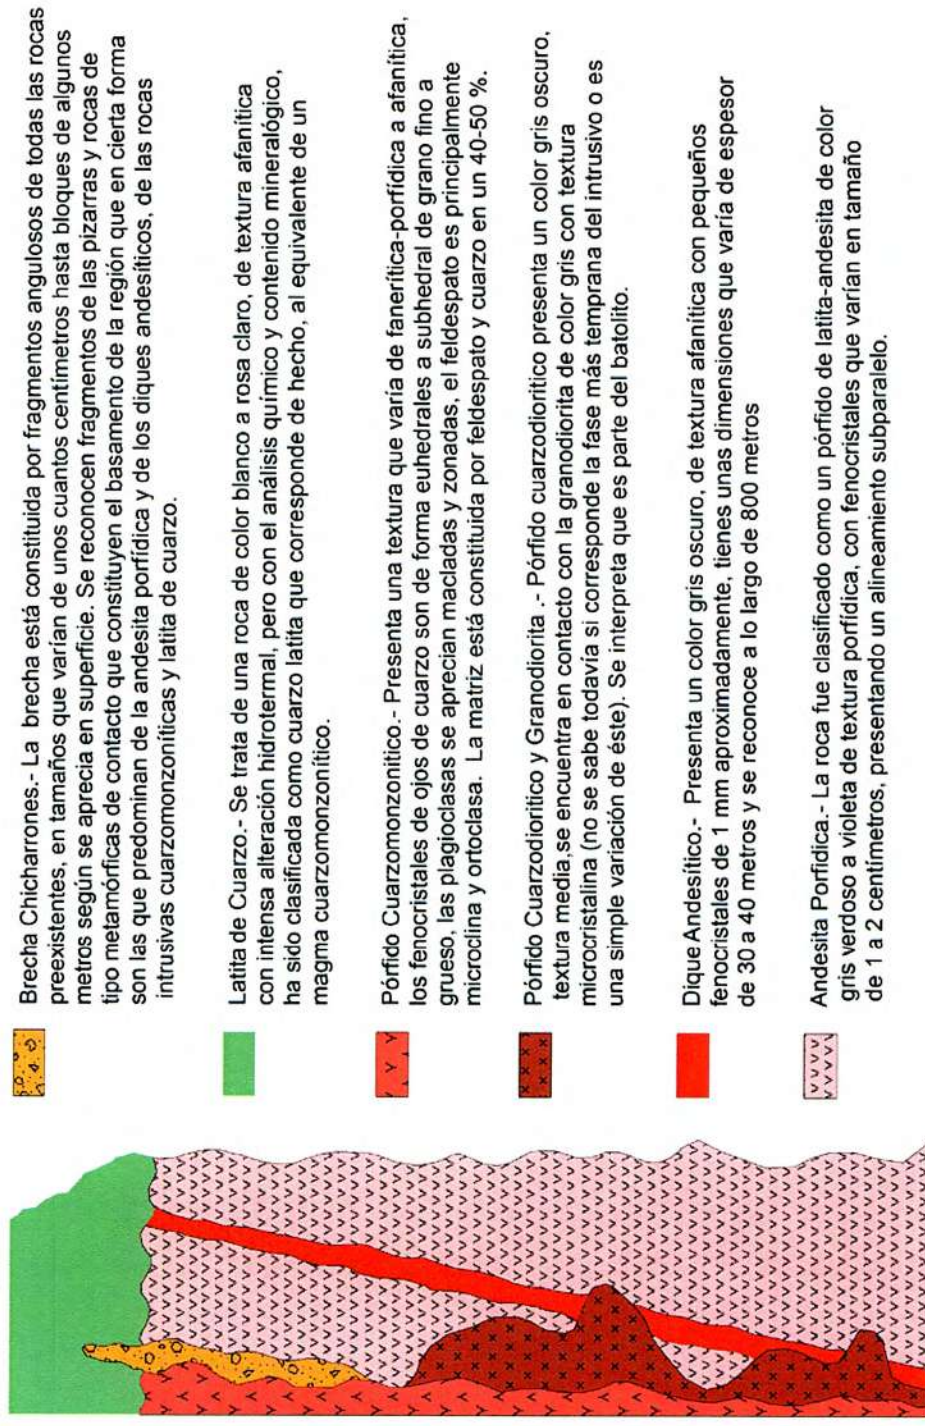 Brecha Chicharrones.- La brecha está constituida por fragmentos angulosos de todas las rocas
preexistentes, en tamaños que varían de unos cuantos centímetros hasta bloques de algunos
metros según se aprecia en superficie. Se reconocen fragmentos de las pizarras y rocas de
tipo metamórficas de contacto que constituyen el basamento de la región que en cierta forma
son las que predominan de la andesita porfídica y de los diques andesíticos, de las rocas
intrusivas cuarzomonzoníticas y latita de cuarzo.
Latita de Cuarzo.- Se trata de una roca de color blanco a rosa claro, de textura afanítica
con intensa alteración hidrotermal, pero con el análisis químico y contenido mineralógico,
ha sido clasificada como cuarzo latita que corresponde de hecho, al equivalente de un
magma cuarzomonzonítico.
Pórfido Cuarzomonzonitico.- Presenta una textura que varía de fanerítica-porfídica a afanítica,
los fenocristales de ojos de cuarzo son de forma euhedrales a subhedral de grano fino a
grueso, las plagioclasas se aprecian macladas y zonadas, el feldespato es principalmente
microclina y ortoclasa. La matriz está constituida por feldespato y cuarzo en un 40-50 %.
Pórfido Cuarzodioritico y Granodiorita .- Pórfido cuarzodioritico presenta un color gris oscuro,
textura media,se encuentra en contacto con la granodiorita de color gris con textura
microcristalina (no se sabe todavía si corresponde la fase más temprana del intrusivo o es
una simple variación de éste). Se interpreta que es parte del batolito.
Dique Andesítico.- Presenta un color gris oscuro, de textura afanítica con pequeños
fenocristales de 1 mm aproximadamente, tienes unas dimensiones que varía de espesor
de 30 a 40 metros y se reconoce a lo largo de 800 metros
Andesita Porfidica.- La roca fue clasificado como un pórfido de latita-andesita de color
gris verdoso a violeta de textura porfídica, con fenocristales que varían en tamaño
de 1 a 2 centímetros, presentando un alineamiento subparalelo.